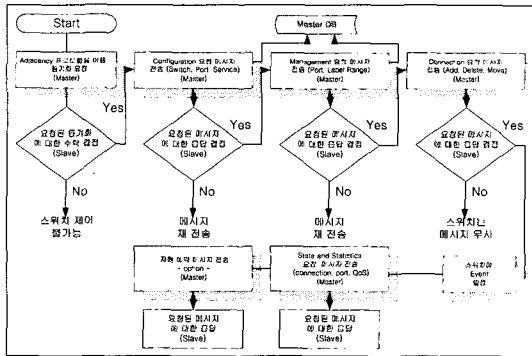 Start
Master DB
Adjacency 프로토콜을 이용
동기화 요청
(Master)
Configuration 요청 메시지
전송 (Switch, Port, Service)
(Master)
Management 요청 메시지
전송 (Port, Label Range)
(Master)
Connection 요청 메시지
전송 (Add, Delete, Move)
(Master)
Yes
Yes
Yes
Yes
요청된 동기화
에 대한 수락 결정
(Slave)
요청된 메시지
에 대한 응답 결정
(Slave)
요청된 메시지
에 대한 응답 결정
(Slave)
요청된 메시지
에 대한 응답 결정
(Slave)
No
No
No
No
스위치 제어
불가능
메시지
재 전송
메시지
재 전송
스위치는
메시지 무시
자원 예약 메시지 전송
- option -
(Master)
State and Statistics
요청 메시지 전송
(connection, port, QoS)
(Master)
스위치에
Event
발생
요청된 메시지
에 대한 응답
(Slave)
요청된 메시지
에 대한 응답
(Slave)